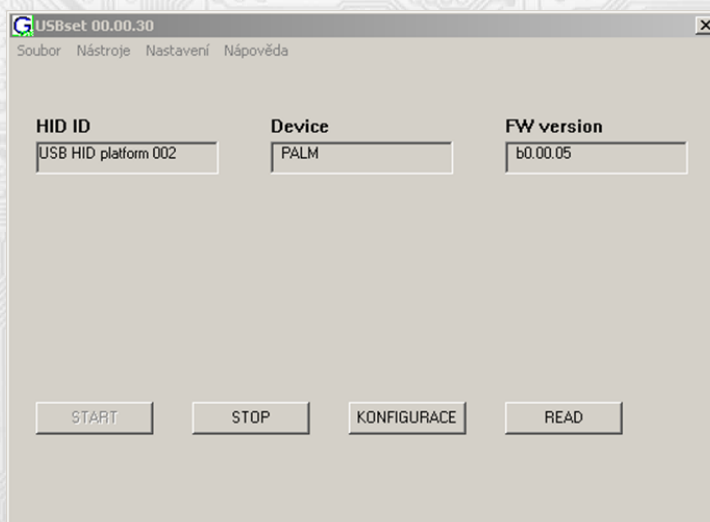 USBset 00.00.30
Soubor Nástroje Nastavení Nápověda
HID ID Device FW version
USB HID platform 002 PALM b0.00.05
START STOP KONFIGURACE READ